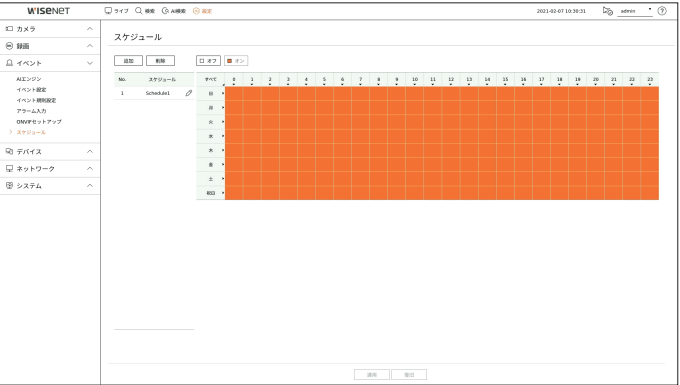 WISENET ライブ 検索 AI検索 設定 2021-02-07 10:30:31 admin ?
カメラ
録画
イベント
AIエンジン
イベント設定
イベント規則設定
アラーム入力
ONVIFセットアップ
スケジュール
デバイス
ネットワーク
システム
スケジュール
追加 削除 オフ オン
No. スケジュール すべて 0 1 2 3 4 5 6 7 8 9 10 11 12 13 14 15 16 17 18 19 20 21 22 23
1 Schedule1 日
月
火
水
木
金
土
祝日
適用